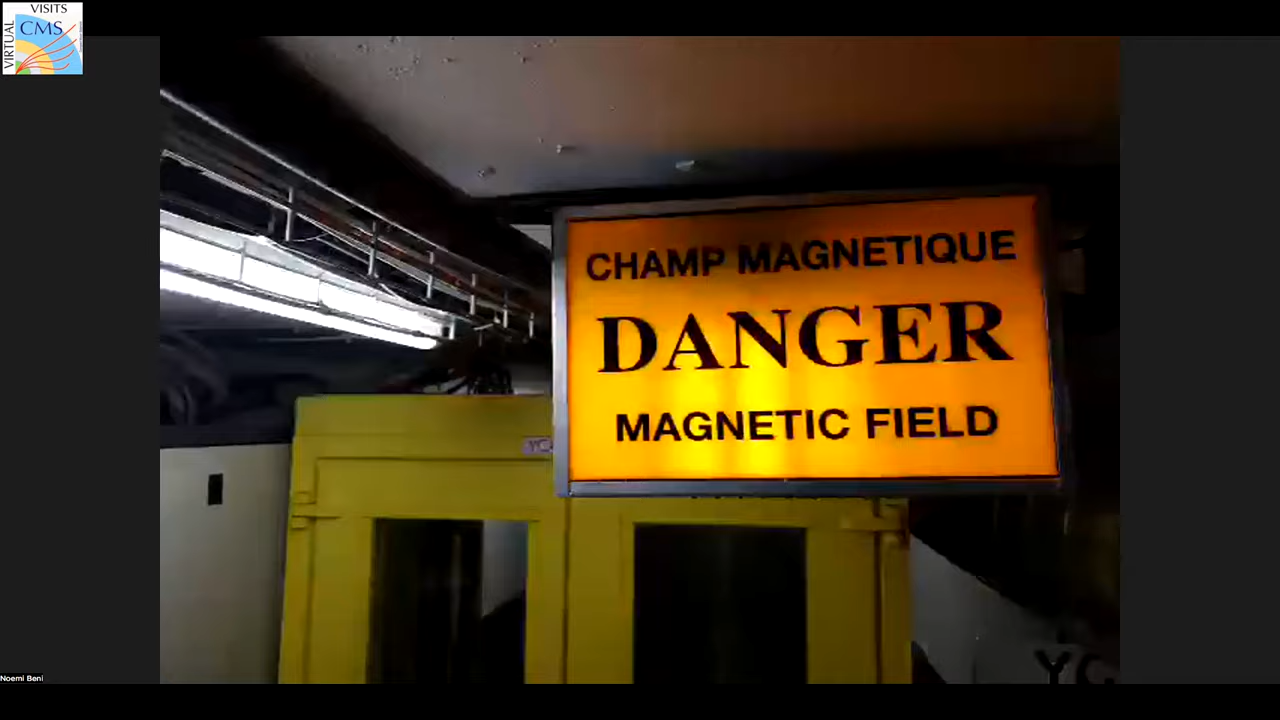 VISITS
VIRTUAL
CMS
CHAMP MAGNETIQUE
DANGER
MAGNETIC FIELD
Noemi Beni